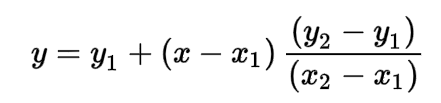 y = y₁ + (x − x₁) (y₂ − y₁) / (x₂ − x₁)